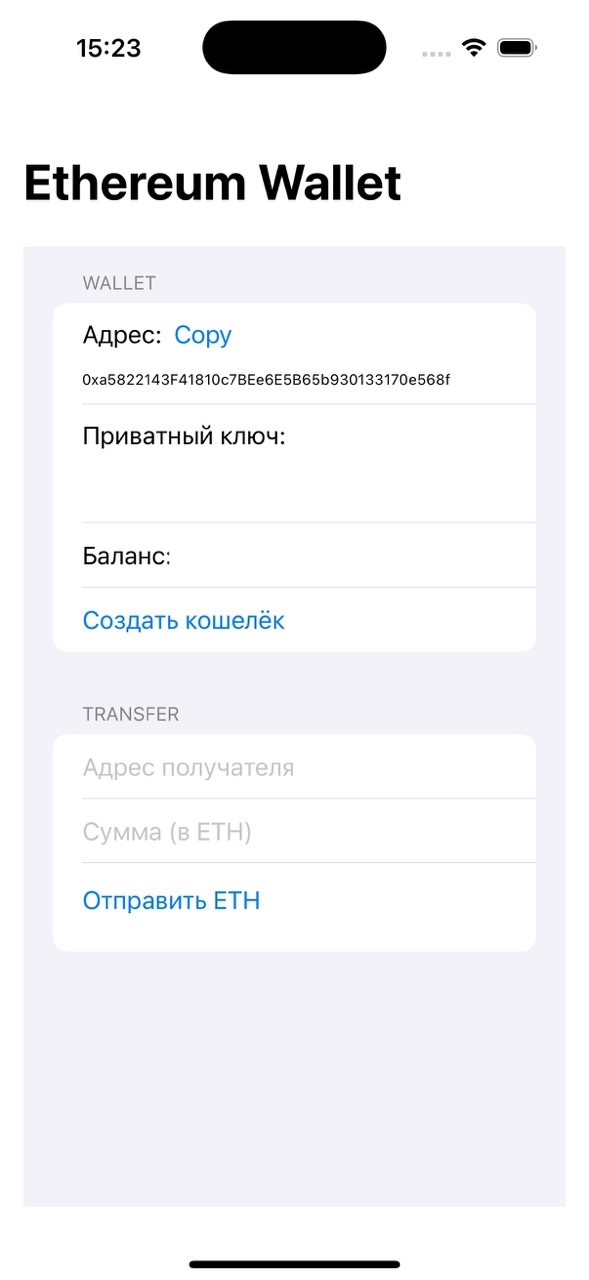 15:23
Ethereum Wallet
WALLET
Адрес: Copy
0xa5822143F41810c7BEe6E5B65b930133170e568f
Приватный ключ:
Баланс:
Создать кошелёк
TRANSFER
Адрес получателя
Сумма (в ETH)
Отправить ETH